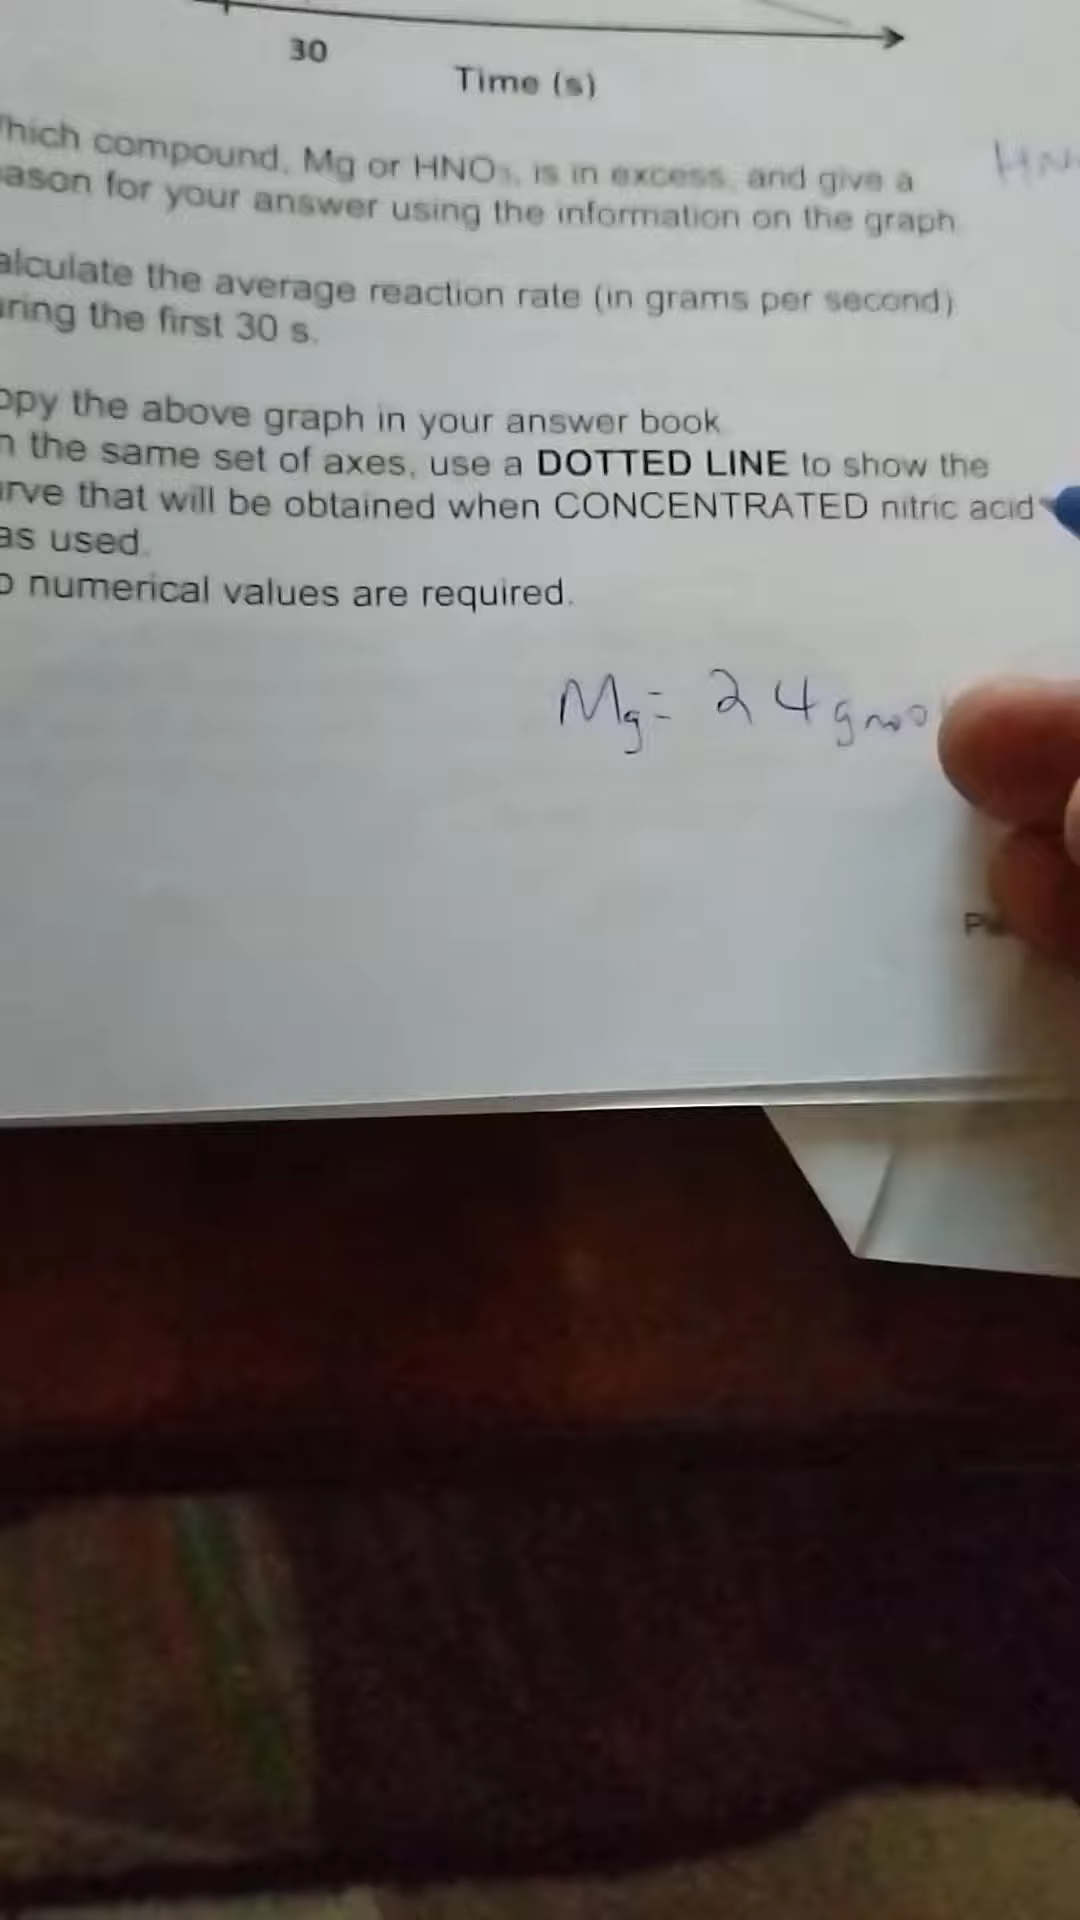 30
Time (s)
hich compound, Mg or HNO3, is in excess, and give a
ason for your answer using the information on the graph.
alculate the average reaction rate (in grams per second)
ring the first 30 s.
opy the above graph in your answer book.
n the same set of axes, use a DOTTED LINE to show the
rve that will be obtained when CONCENTRATED nitric acid
as used.
o numerical values are required.
Mg = 24 gmo
HN